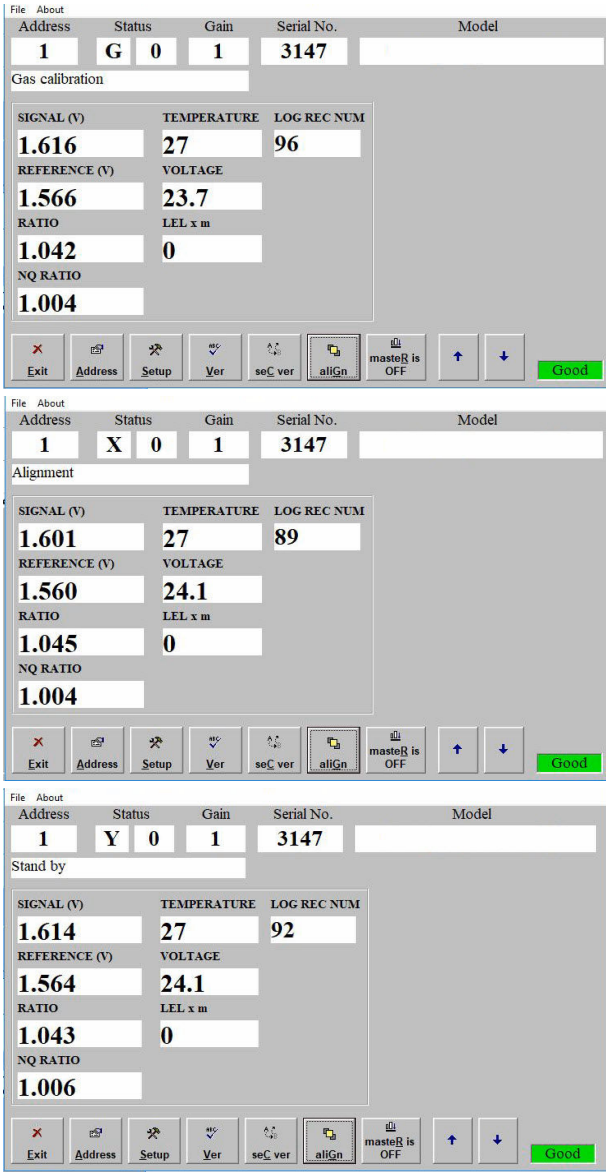 File About
Address Status Gain Serial No. Model
1 G 0 1 3147
Gas calibration
SIGNAL (V) TEMPERATURE LOG REC NUM
1.616 27 96
REFERENCE (V) VOLTAGE
1.566 23.7
RATIO LEL x m
1.042 0
NQ RATIO
1.004
Exit Address Setup Ver seC ver aliGn masteR is OFF Good
File About
Address Status Gain Serial No. Model
1 X 0 1 3147
Alignment
SIGNAL (V) TEMPERATURE LOG REC NUM
1.601 27 89
REFERENCE (V) VOLTAGE
1.560 24.1
RATIO LEL x m
1.045 0
NQ RATIO
1.004
Exit Address Setup Ver seC ver aliGn masteR is OFF Good
File About
Address Status Gain Serial No. Model
1 Y 0 1 3147
Stand by
SIGNAL (V) TEMPERATURE LOG REC NUM
1.614 27 92
REFERENCE (V) VOLTAGE
1.564 24.1
RATIO LEL x m
1.043 0
NQ RATIO
1.006
Exit Address Setup Ver seC ver aliGn masteR is OFF Good